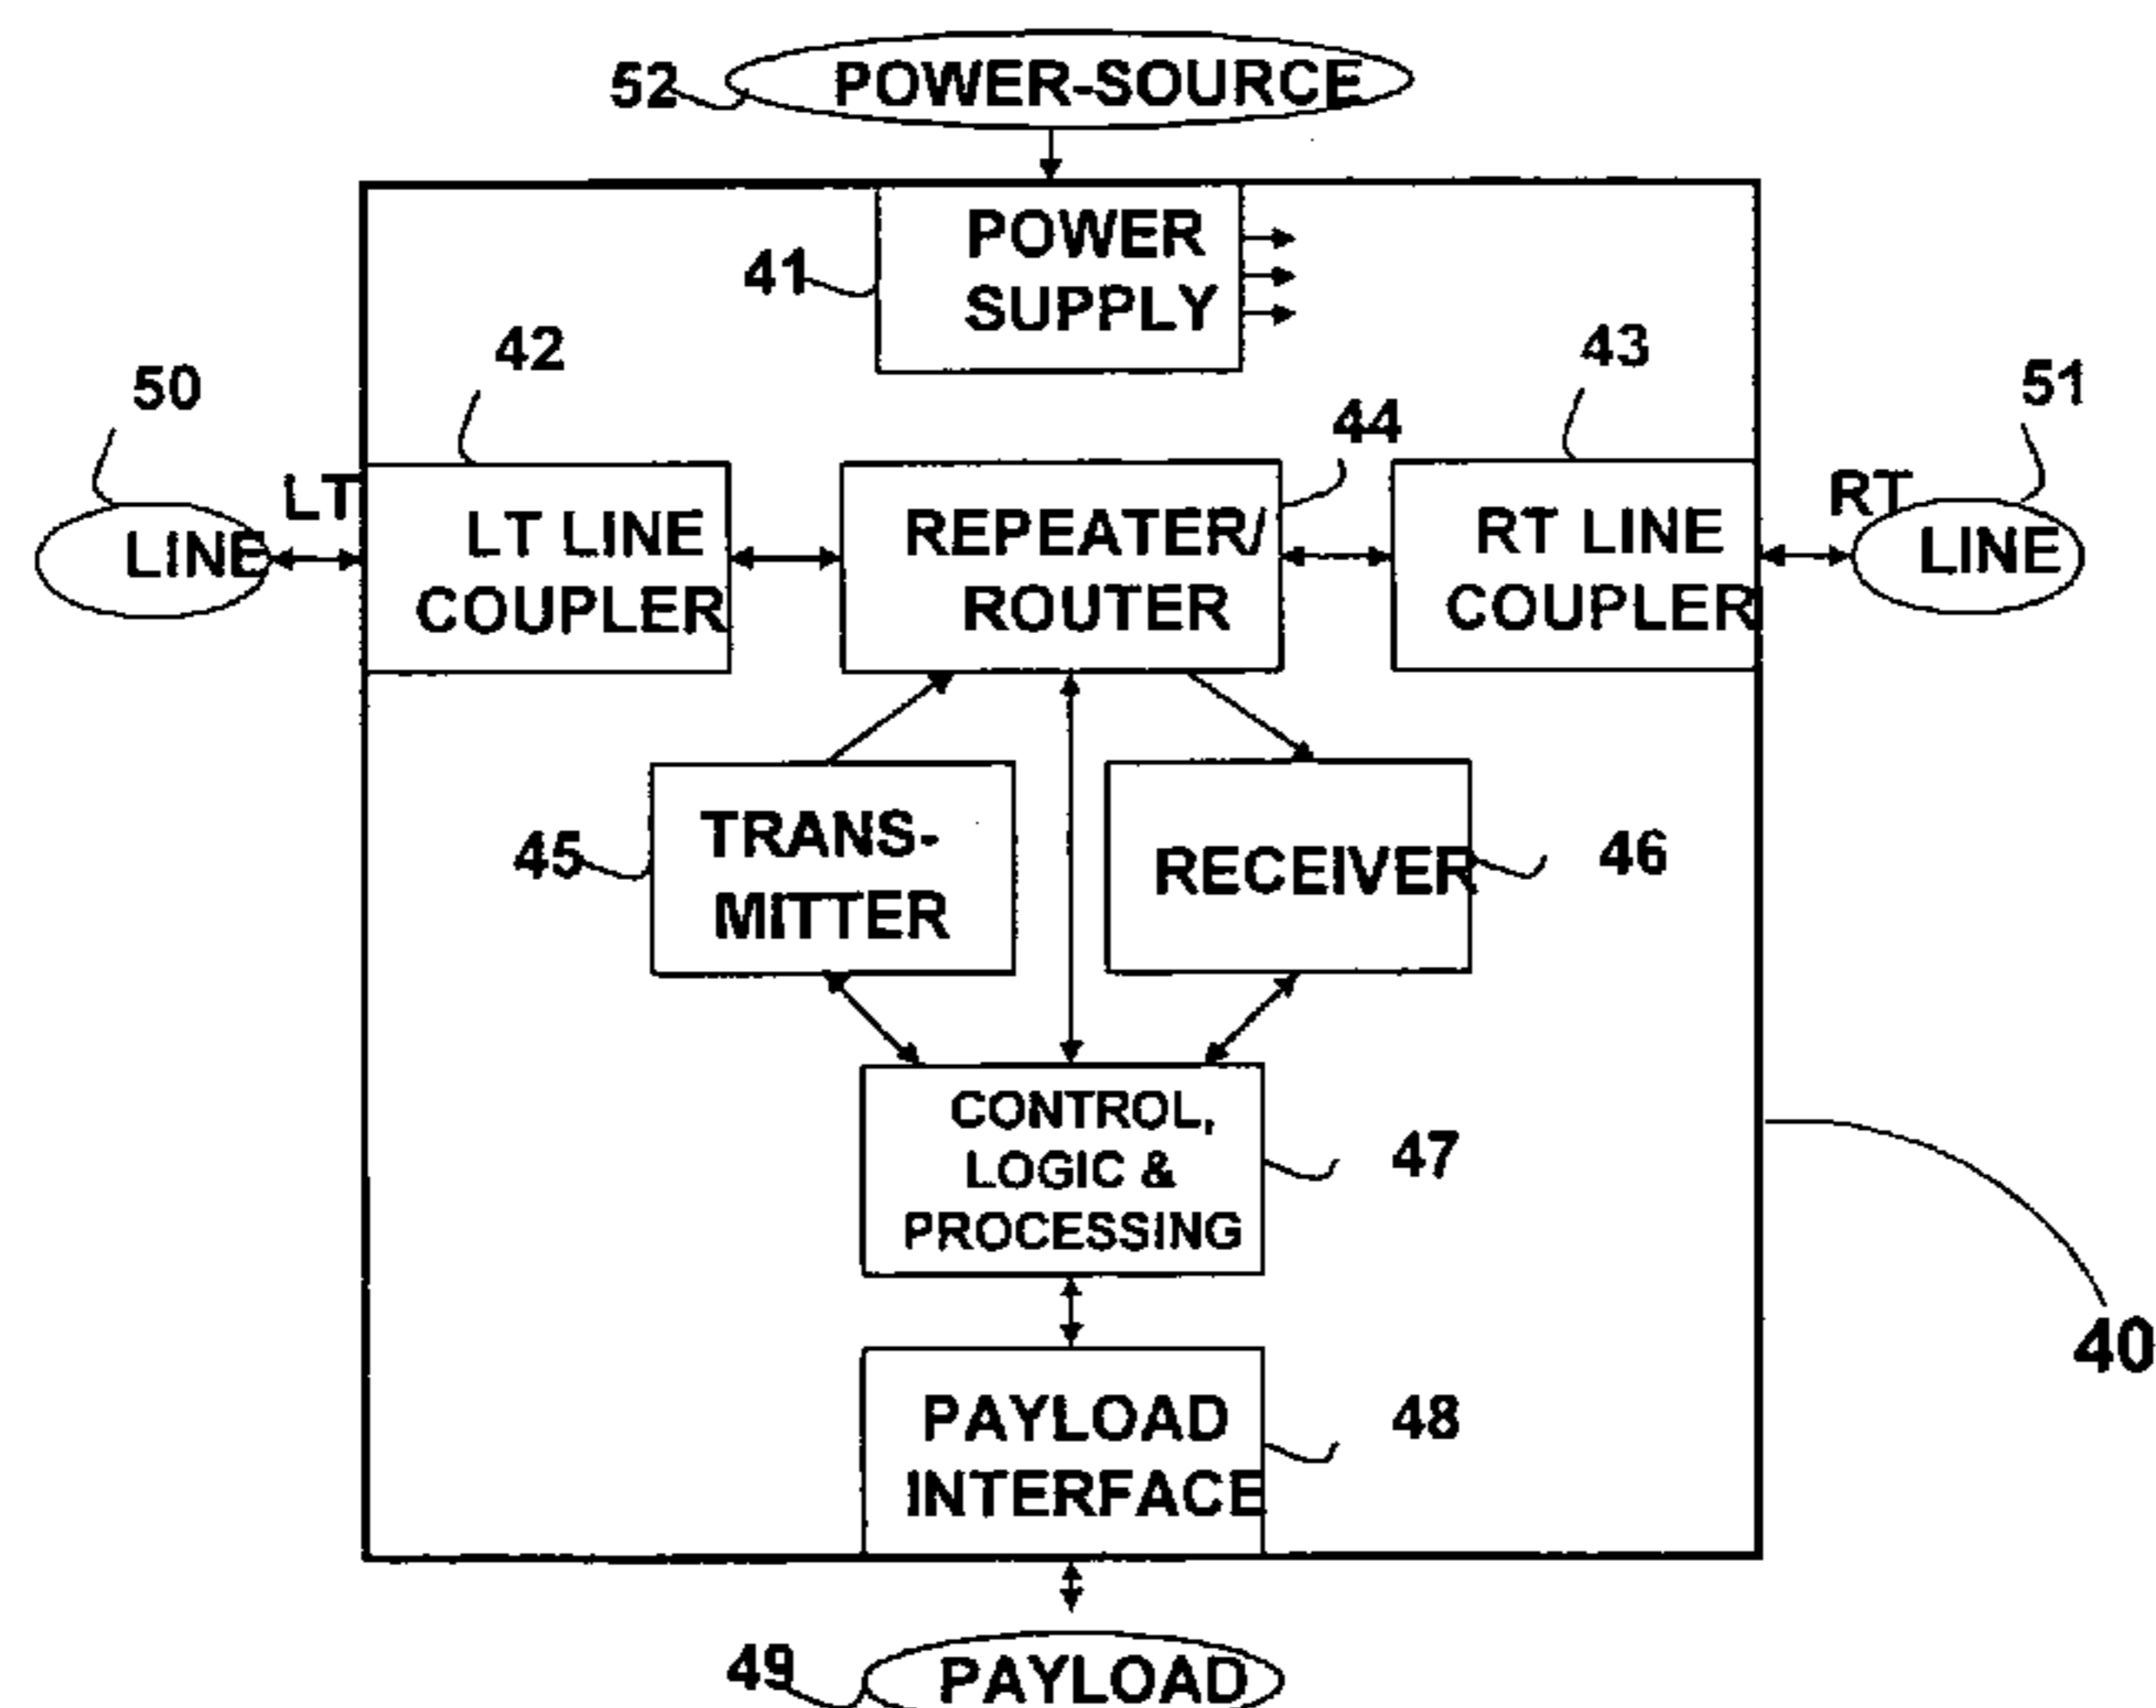 52 POWER-SOURCE
POWER
SUPPLY
41
42
43
50
51
44
LT
RT
LINE
LT LINE
COUPLER
REPEATER/
ROUTER
RT LINE
COUPLER
LINE
45
TRANS-
MITTER
RECEIVER
46
CONTROL,
LOGIC &
PROCESSING
47
40
PAYLOAD
INTERFACE
48
49 PAYLOAD